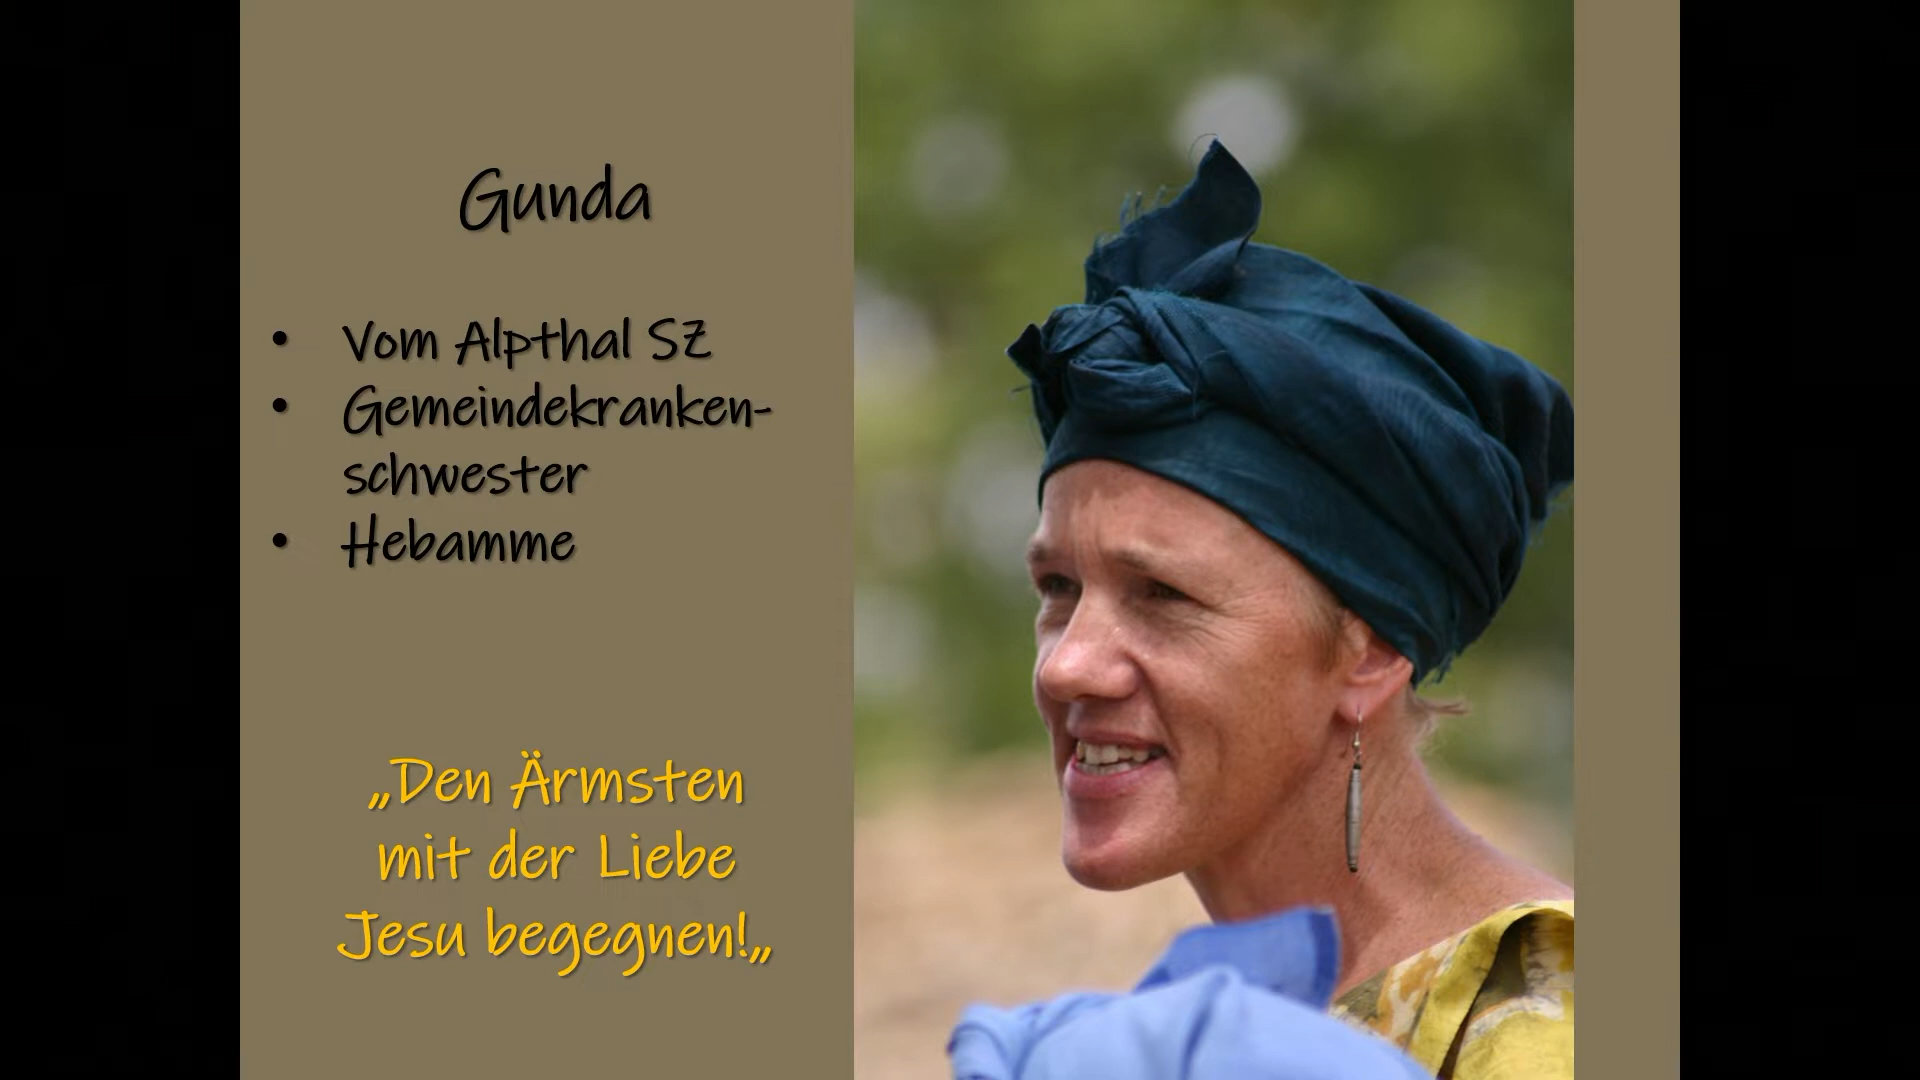 Gunda
• Vom Alpthal SZ
• Gemeindekranken-
schwester
• Hebamme
„Den Ärmsten
mit der Liebe
Jesu begegnen!„